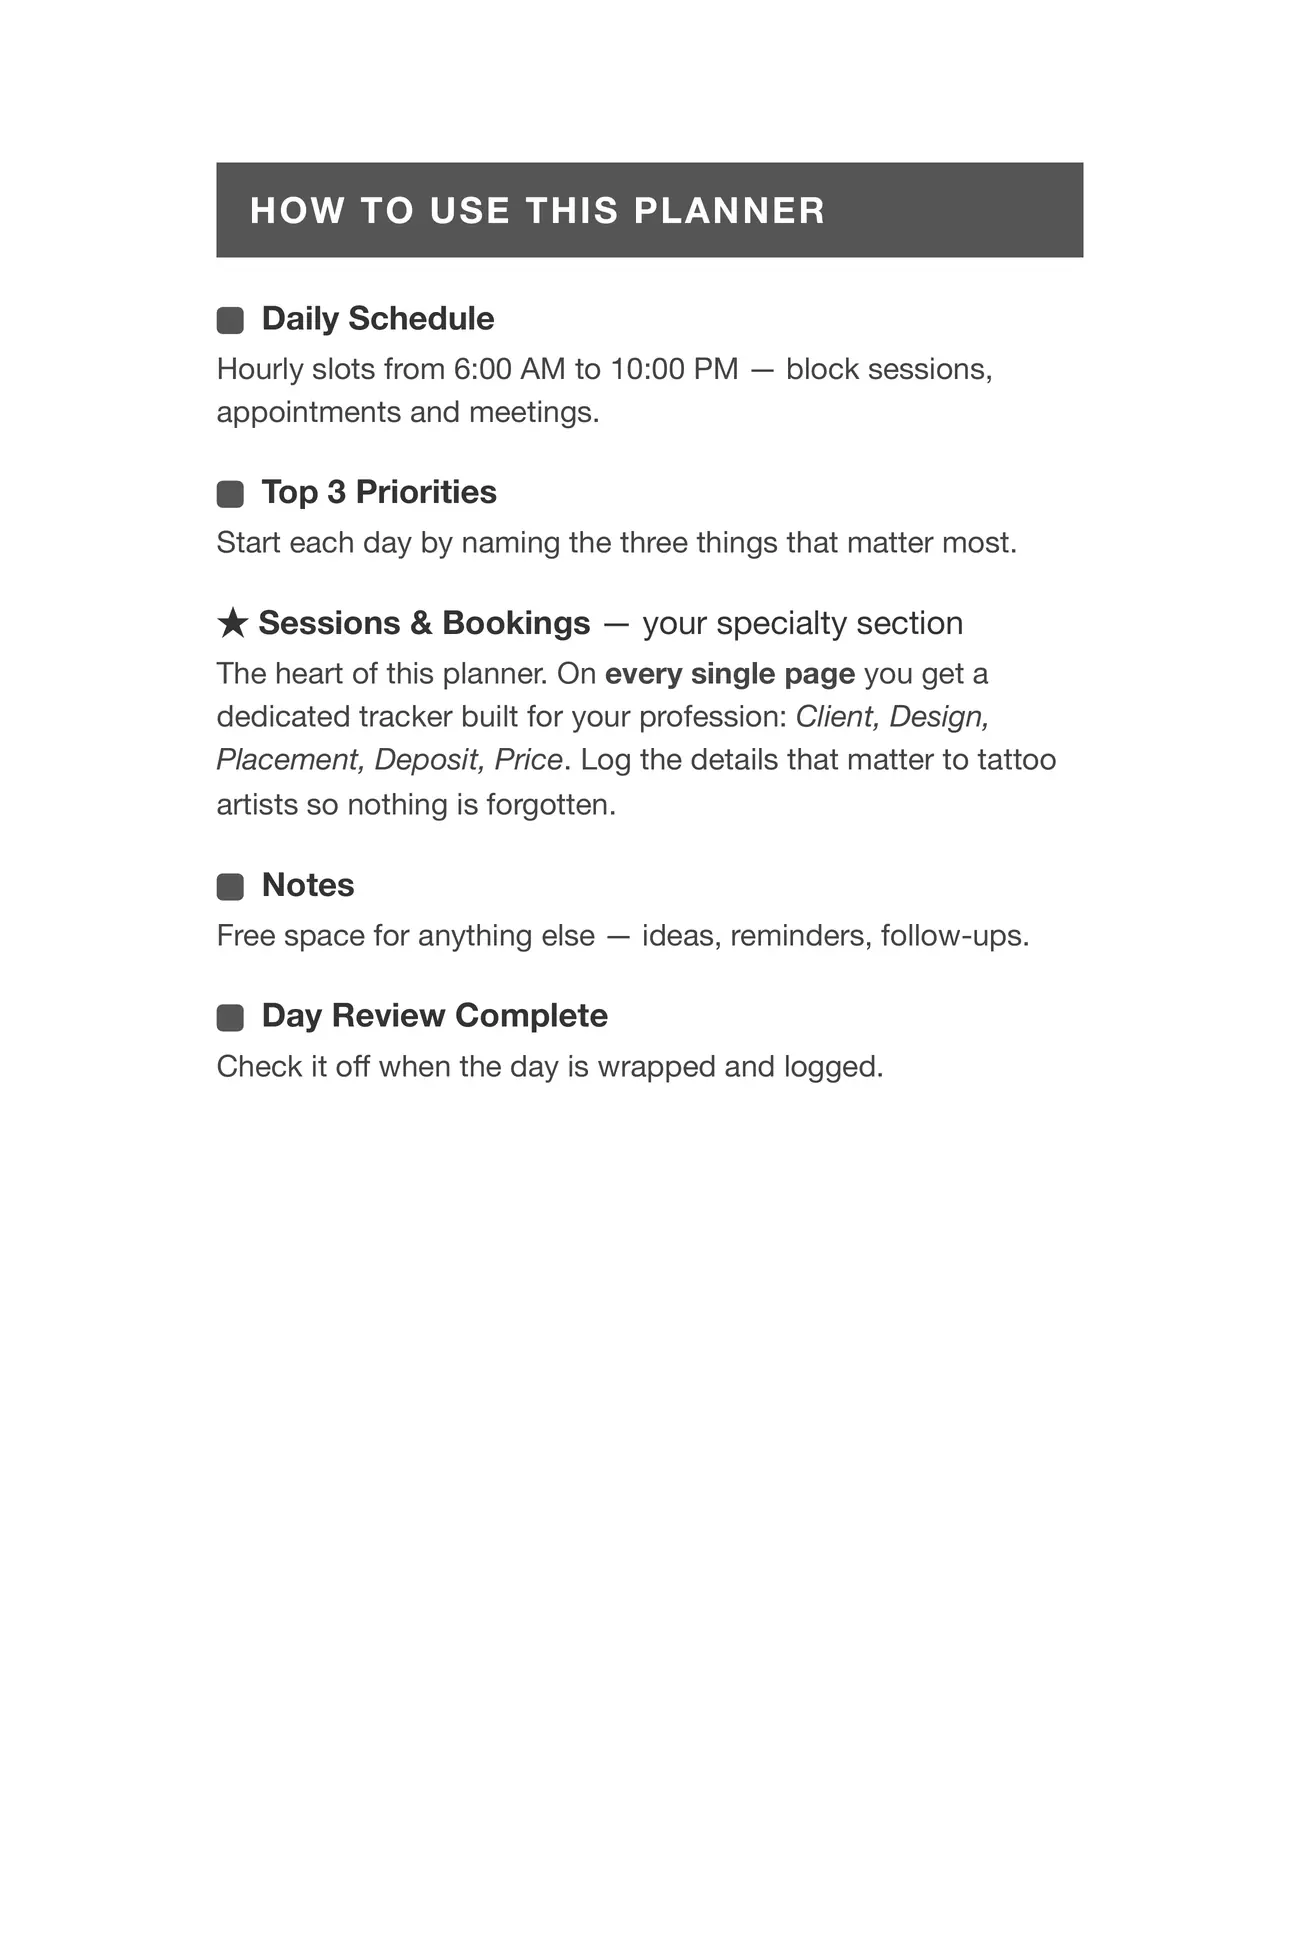 HOW TO USE THIS PLANNER
Daily Schedule
Hourly slots from 6:00 AM to 10:00 PM — block sessions,
appointments and meetings.
Top 3 Priorities
Start each day by naming the three things that matter most.
★ Sessions & Bookings — your specialty section
The heart of this planner. On every single page you get a
dedicated tracker built for your profession: Client, Design,
Placement, Deposit, Price. Log the details that matter to tattoo
artists so nothing is forgotten.
Notes
Free space for anything else — ideas, reminders, follow-ups.
Day Review Complete
Check it off when the day is wrapped and logged.